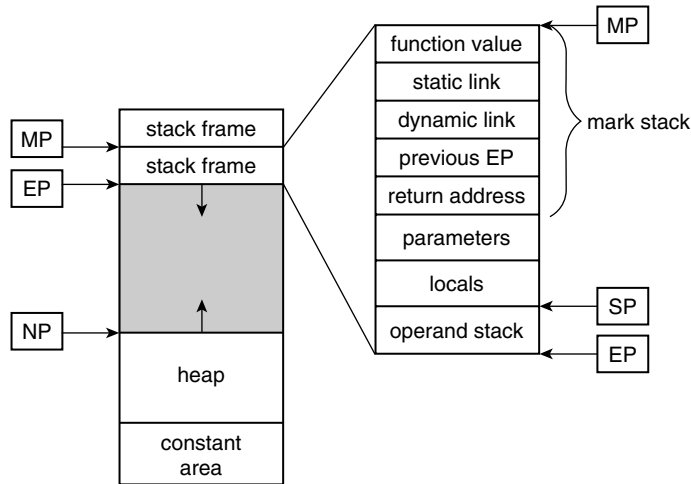 MP
EP
NP
stack frame
stack frame
heap
constant
area
function value
static link
dynamic link
previous EP
return address
parameters
locals
operand stack
MP
mark stack
SP
EP